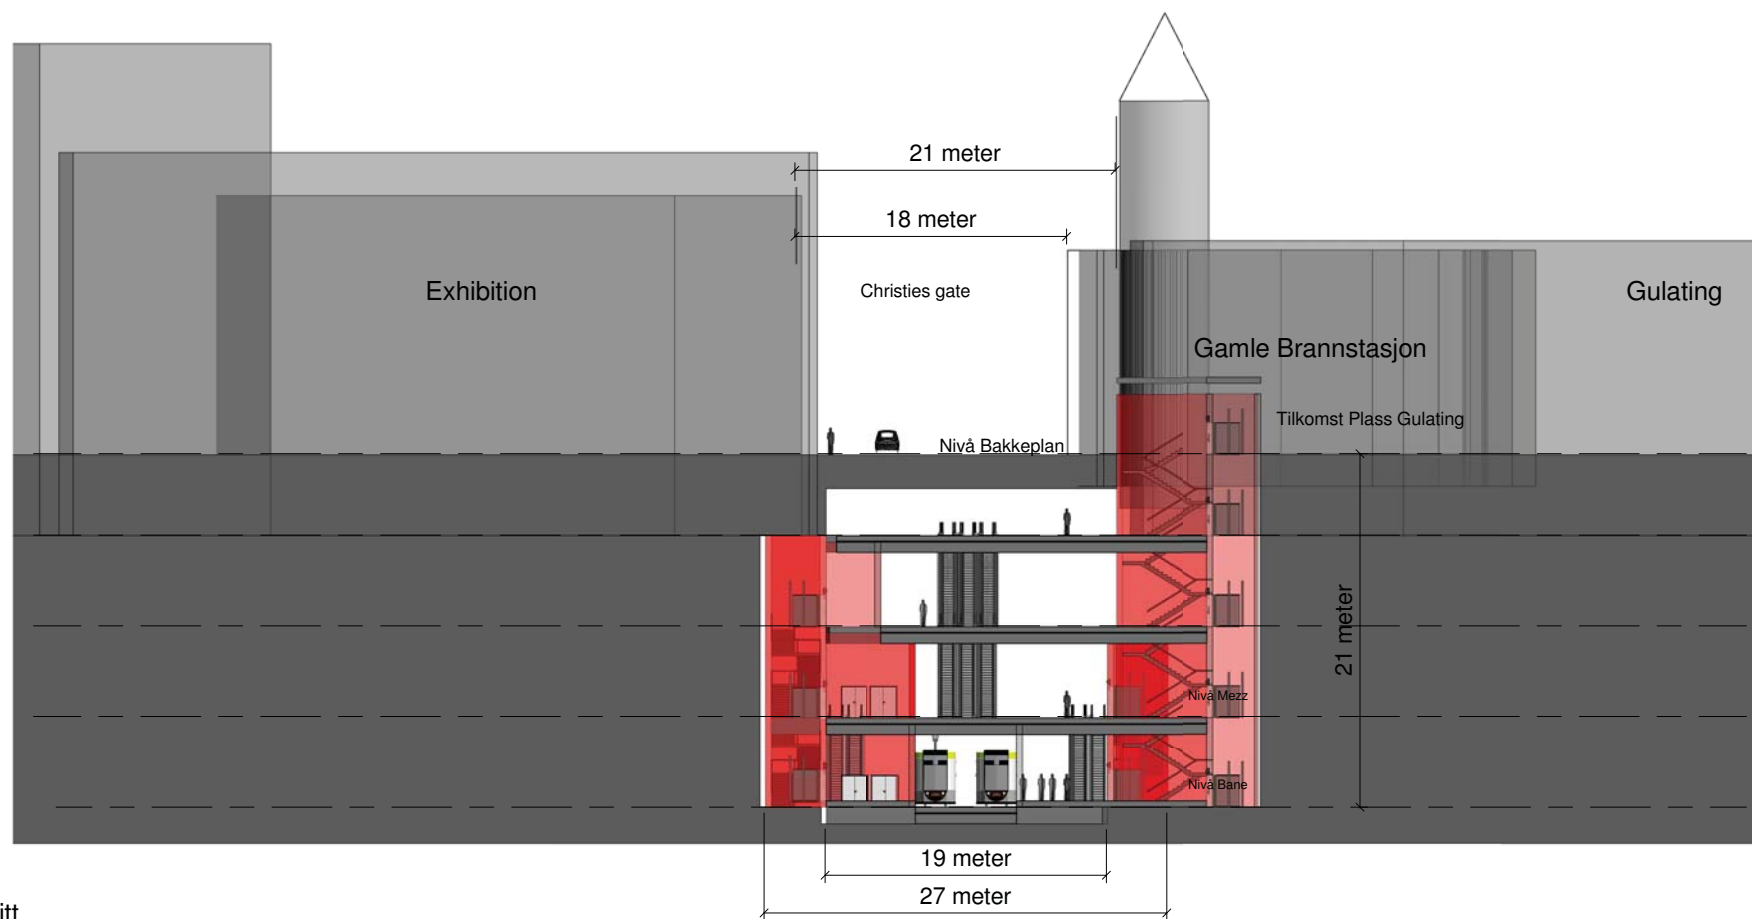 21 meter
18 meter
Exhibition
Christies gate
Gulating
Gamle Brannstasjon
Tilkomst Plass Gulating
Nivå Bakkeplan
21 meter
Nivå Mezz
Nivå Bane
19 meter
27 meter
itt